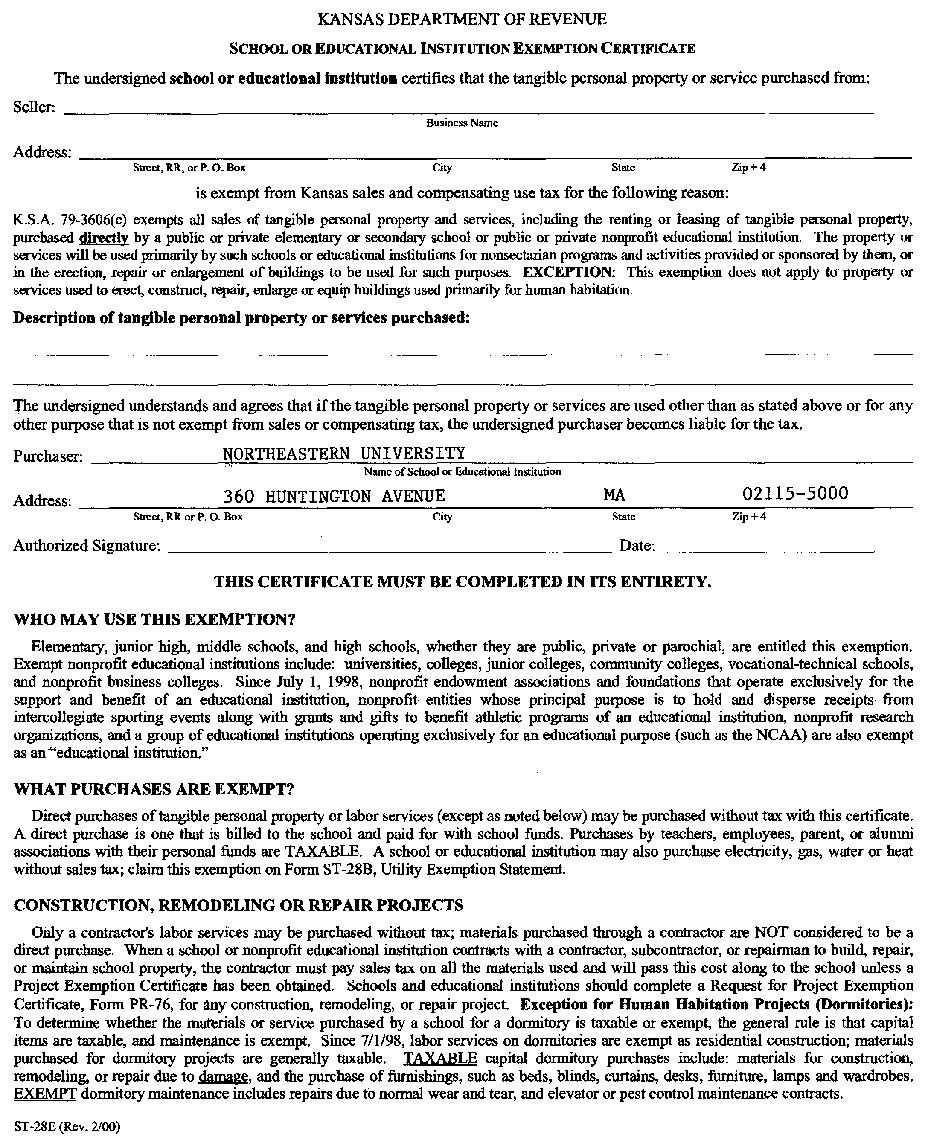 KANSAS DEPARTMENT OF REVENUE
SCHOOL OR EDUCATIONAL INSTITUTION EXEMPTION CERTIFICATE
The undersigned school or educational institution certifies that the tangible personal property or service purchased from:
Seller:
Business Name
Address:
Street, RR, or P. O. Box City State Zip + 4
is exempt from Kansas sales and compensating use tax for the following reason:
K.S.A. 79-3606(c) exempts all sales of tangible personal property and services, including the renting or leasing of tangible personal property,
purchased directly by a public or private elementary or secondary school or public or private nonprofit educational institution. The property or
services will be used primarily by such schools or educational institutions for nonsectarian programs and activities provided or sponsored by them, or
in the erection, repair or enlargement of buildings to be used for such purposes. EXCEPTION: This exemption does not apply to property or
services used to erect, construct, repair, enlarge or equip buildings used primarily for human habitation.
Description of tangible personal property or services purchased:
The undersigned understands and agrees that if the tangible personal property or services are used other than as stated above or for any
other purpose that is not exempt from sales or compensating tax, the undersigned purchaser becomes liable for the tax.
Purchaser: NORTHEASTERN UNIVERSITY
Name of School or Educational Institution
Address: 360 HUNTINGTON AVENUE MA 02115-5000
Street, RR or P. O. Box City State Zip + 4
Authorized Signature: Date:
THIS CERTIFICATE MUST BE COMPLETED IN ITS ENTIRETY.
WHO MAY USE THIS EXEMPTION?
Elementary, junior high, middle schools, and high schools, whether they are public, private or parochial, are entitled this exemption.
Exempt nonprofit educational institutions include: universities, colleges, junior colleges, community colleges, vocational-technical schools,
and nonprofit business colleges. Since July 1, 1998, nonprofit endowment associations and foundations that operate exclusively for the
support and benefit of an educational institution, nonprofit entities whose principal purpose is to hold and disperse receipts from
intercollegiate sporting events along with grants and gifts to benefit athletic programs of an educational institution, nonprofit research
organizations, and a group of educational institutions operating exclusively for an educational purpose (such as the NCAA) are also exempt
as an “educational institution.”
WHAT PURCHASES ARE EXEMPT?
Direct purchases of tangible personal property or labor services (except as noted below) may be purchased without tax with this certificate.
A direct purchase is one that is billed to the school and paid for with school funds. Purchases by teachers, employees, parent, or alumni
associations with their personal funds are TAXABLE. A school or educational institution may also purchase electricity, gas, water or heat
without sales tax; claim this exemption on Form ST-28B, Utility Exemption Statement.
CONSTRUCTION, REMODELING OR REPAIR PROJECTS
Only a contractor's labor services may be purchased without tax; materials purchased through a contractor are NOT considered to be a
direct purchase. When a school or nonprofit educational institution contracts with a contractor, subcontractor, or repairman to build, repair,
or maintain school property, the contractor must pay sales tax on all the materials used and will pass this cost along to the school unless a
Project Exemption Certificate has been obtained. Schools and educational institutions should complete a Request for Project Exemption
Certificate, Form PR-76, for any construction, remodeling, or repair project. Exception for Human Habitation Projects (Dormitories):
To determine whether the materials or service purchased by a school for a dormitory is taxable or exempt, the general rule is that capital
items are taxable, and maintenance is exempt. Since 7/1/98, labor services on dormitories are exempt as residential construction; materials
purchased for dormitory projects are generally taxable. TAXABLE capital dormitory purchases include: materials for construction,
remodeling, or repair due to damage, and the purchase of furnishings, such as beds, blinds, curtains, desks, furniture, lamps and wardrobes.
EXEMPT dormitory maintenance includes repairs due to normal wear and tear, and elevator or pest control maintenance contracts.
ST-28E (Rev. 2/00)